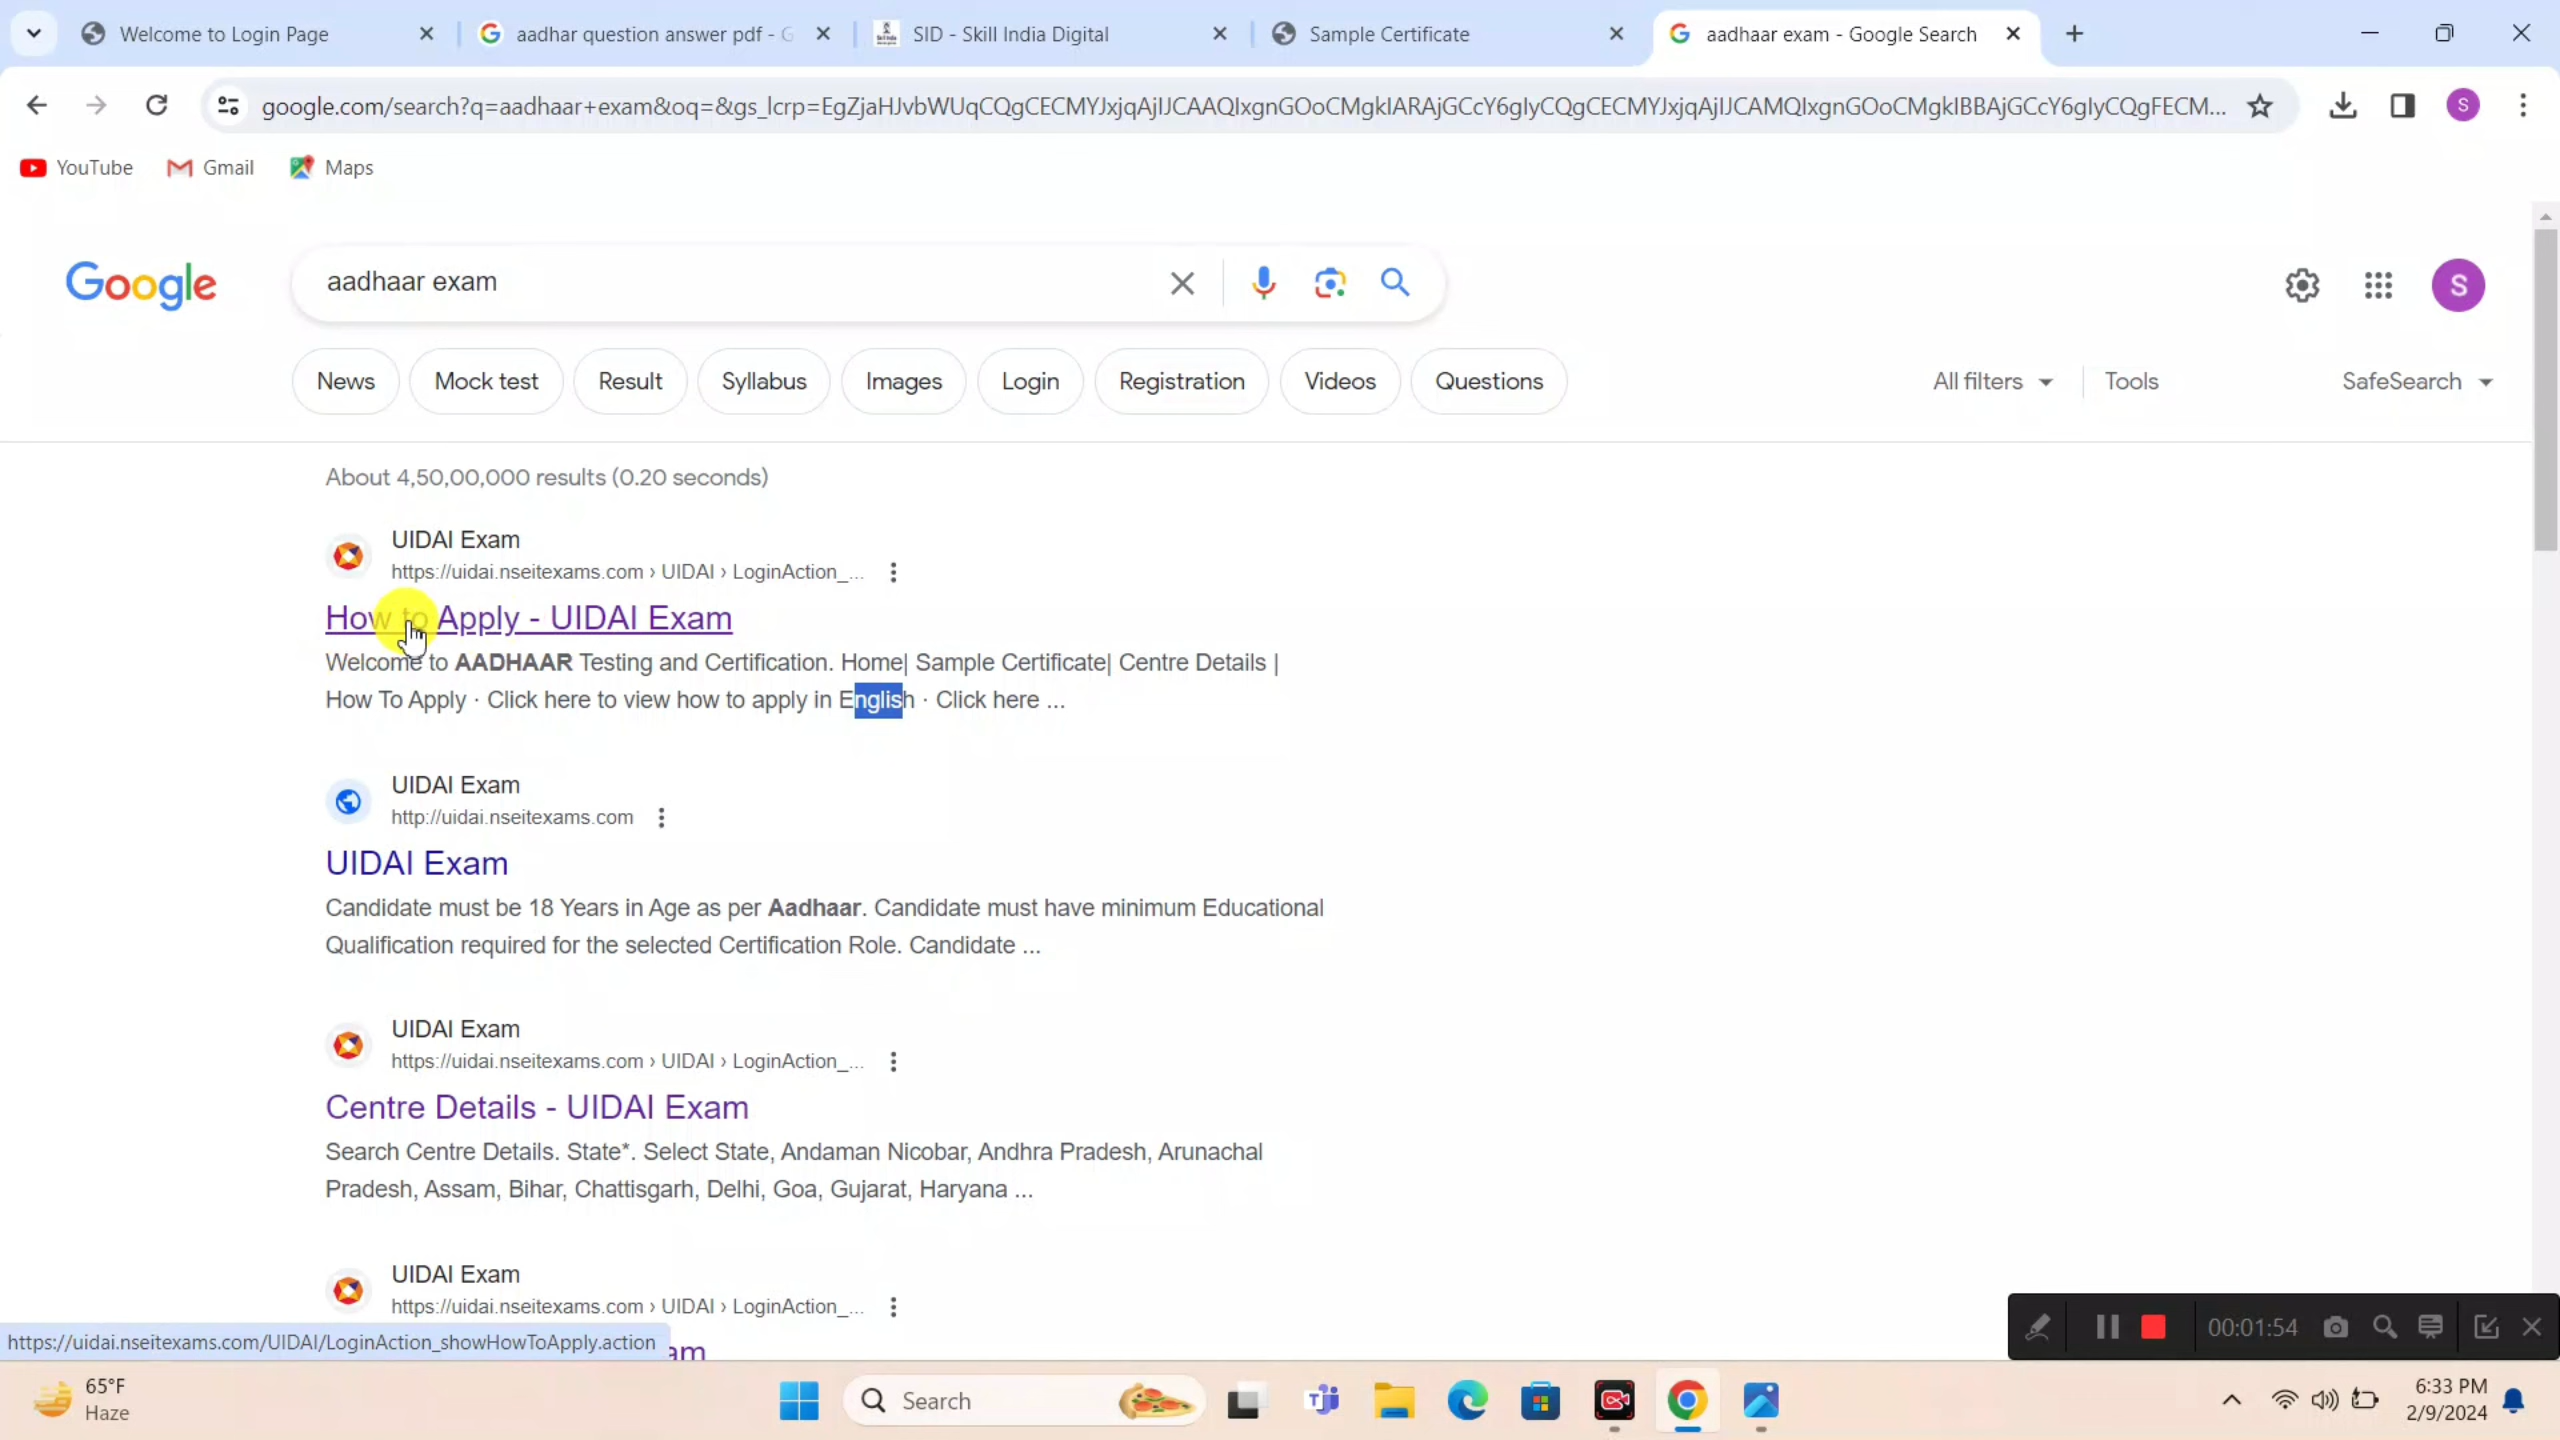 Welcome to Login Page
aadhar question answer pdf - G
SID - Skill India Digital
Sample Certificate
aadhaar exam - Google Search
google.com/search?q=aadhaar+exam&oq=&gs_lcrp=EgZjaHJvbWUqCQgCECMYJxjqAjIJCAAQIxgnGOoCMgkIARAjGCcY6gIyCQgCECMYJxjqAjIJCAMQIxgnGOoCMgkIBBAjGCcY6gIyCQgFECM...
S
YouTube
Gmail
Maps
Google
aadhaar exam
S
News
Mock test
Result
Syllabus
Images
Login
Registration
Videos
Questions
All filters
Tools
SafeSearch
About 4,50,00,000 results (0.20 seconds)
UIDAI Exam
https://uidai.nseitexams.com › UIDAI › LoginAction_...
How to Apply - UIDAI Exam
Welcome to AADHAAR Testing and Certification. Home| Sample Certificate| Centre Details |
How To Apply · Click here to view how to apply in English · Click here ...
UIDAI Exam
http://uidai.nseitexams.com
UIDAI Exam
Candidate must be 18 Years in Age as per Aadhaar. Candidate must have minimum Educational
Qualification required for the selected Certification Role. Candidate ...
UIDAI Exam
https://uidai.nseitexams.com › UIDAI › LoginAction_...
Centre Details - UIDAI Exam
Search Centre Details. State*. Select State, Andaman Nicobar, Andhra Pradesh, Arunachal
Pradesh, Assam, Bihar, Chattisgarh, Delhi, Goa, Gujarat, Haryana ...
UIDAI Exam
https://uidai.nseitexams.com › UIDAI › LoginAction_...
00:01:54
https://uidai.nseitexams.com/UIDAI/LoginAction_showHowToApply.action
am
65°F
Haze
Search
6:33 PM
2/9/2024